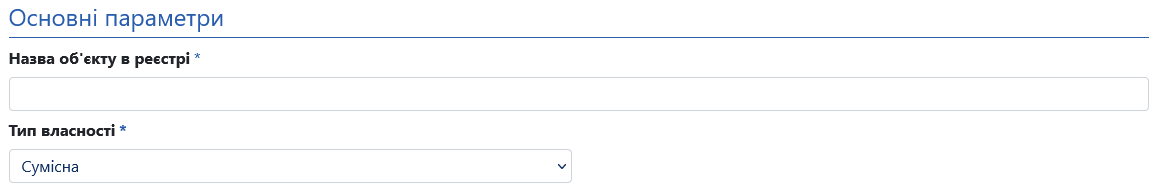 Основні параметри
Назва об'єкту в реєстрі *
Тип власності *
Сумісна